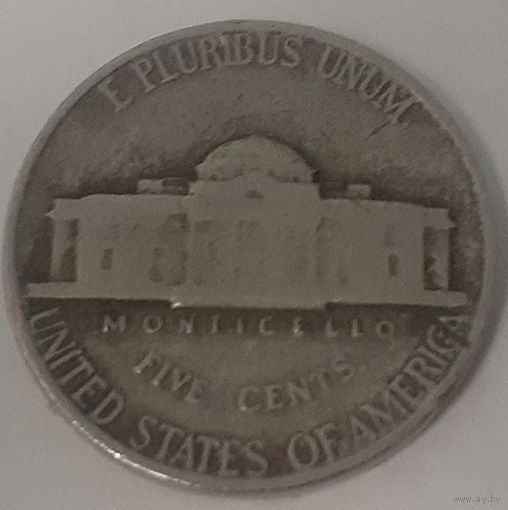 E PLURIBUS UNUM
MONTICELLO
FIVE CENTS
UNITED STATES OF AMERICA
www.ay.by